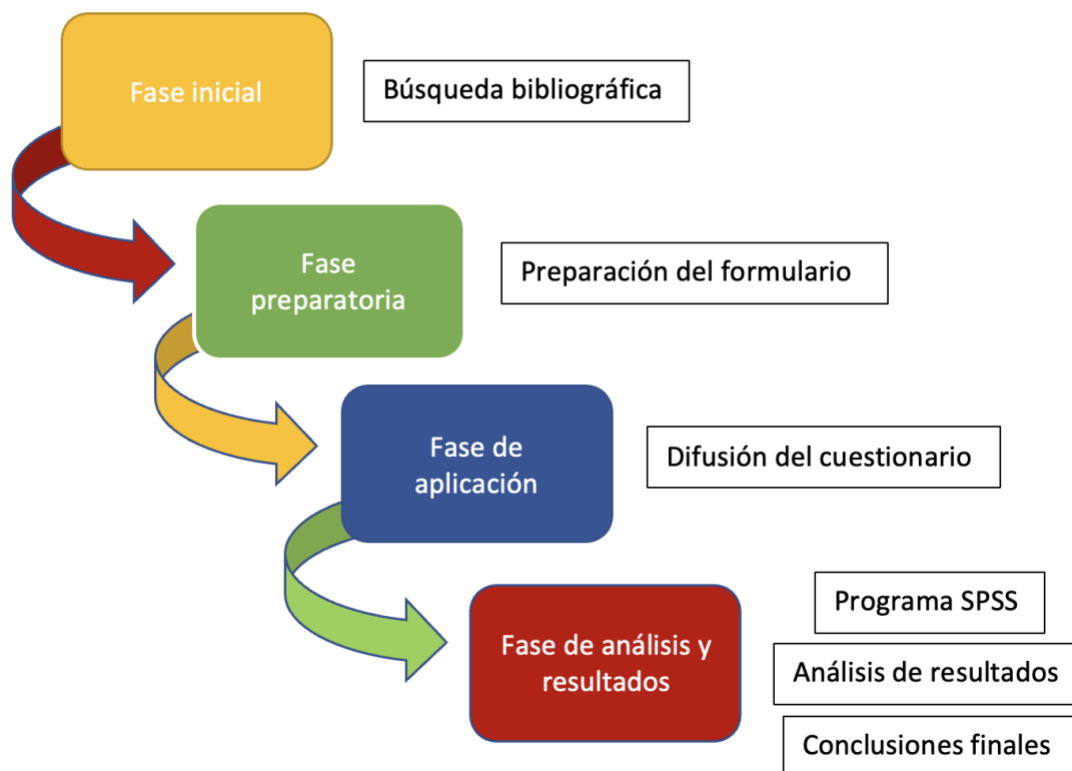 Fase inicial
Búsqueda bibliográfica
Fase
preparatoria
Preparación del formulario
Fase de
aplicación
Difusión del cuestionario
Fase de análisis y
resultados
Programa SPSS
Análisis de resultados
Conclusiones finales